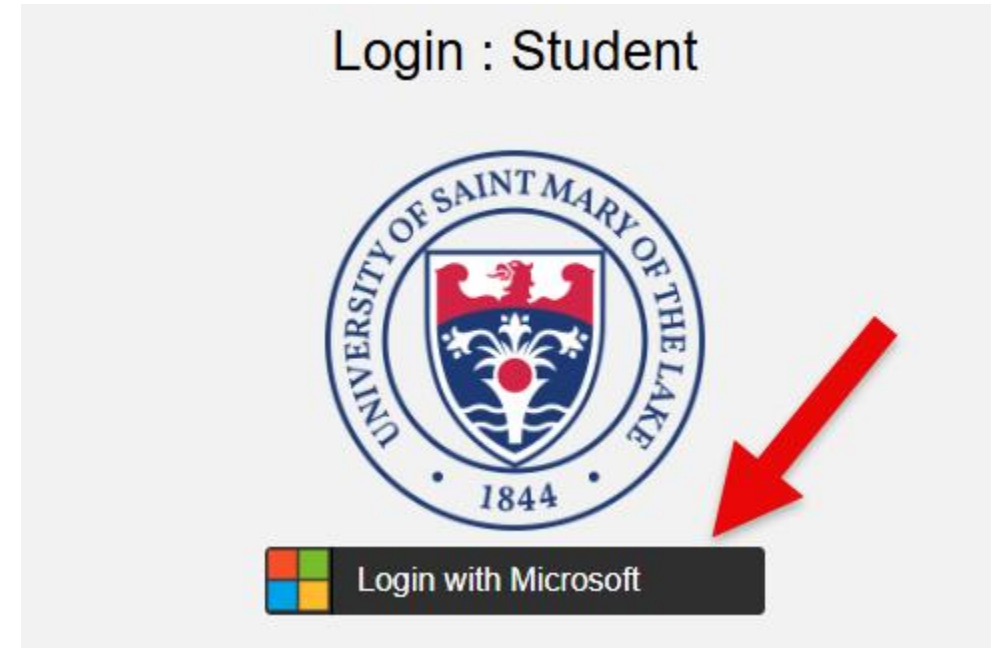 Login : Student
UNIVERSITY OF SAINT MARY OF THE LAKE
1844
Login with Microsoft